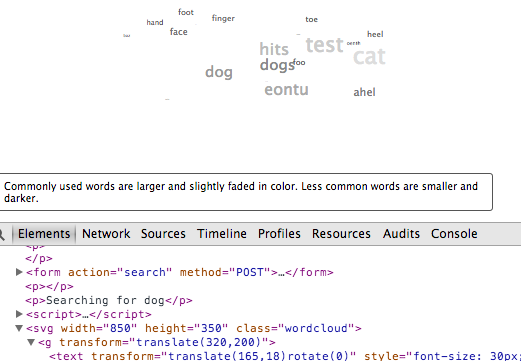 foot
finger
toe
hand
face
heel
hits
test
cat
dogs
foo
dog
eontu
ahel
Commonly used words are larger and slightly faded in color. Less common words are smaller and
darker.
Elements Network Sources Timeline Profiles Resources Audits Console
<p>
</p>
<form action="search" method="POST">…</form>
<p></p>
<p>Searching for dog</p>
<script>…</script>
<svg width="850" height="350" class="wordcloud">
<g transform="translate(320,200)">
<text transform="translate(165,18)rotate(0)" style="font-size: 30px;